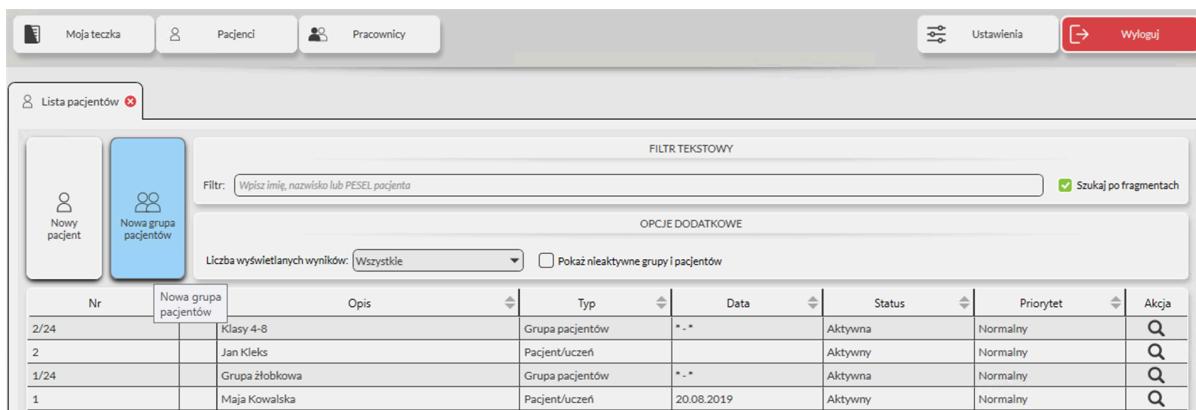 Moja teczka
Pacjenci
Pracownicy
Ustawienia
Wyloguj
Lista pacjentów
Nowy
pacjent
Nowa grupa
pacjentów
FILTR TEKSTOWY
Filtr: Wpisz imię, nazwisko lub PESEL pacjenta
Szukaj po fragmentach
OPCJE DODATKOWE
Liczba wyświetlanych wyników: Wszystkie
Pokaż nieaktywne grupy i pacjentów
Nowa grupa
pacjentów
Nr Opis Typ Data Status Priorytet Akcja
2/24 Klasy 4-8 Grupa pacjentów * - * Aktywna Normalny
2 Jan Kleks Pacjent/uczeń Aktywny Normalny
1/24 Grupa żłobkowa Grupa pacjentów * - * Aktywna Normalny
1 Maja Kowalska Pacjent/uczeń 20.08.2019 Aktywny Normalny